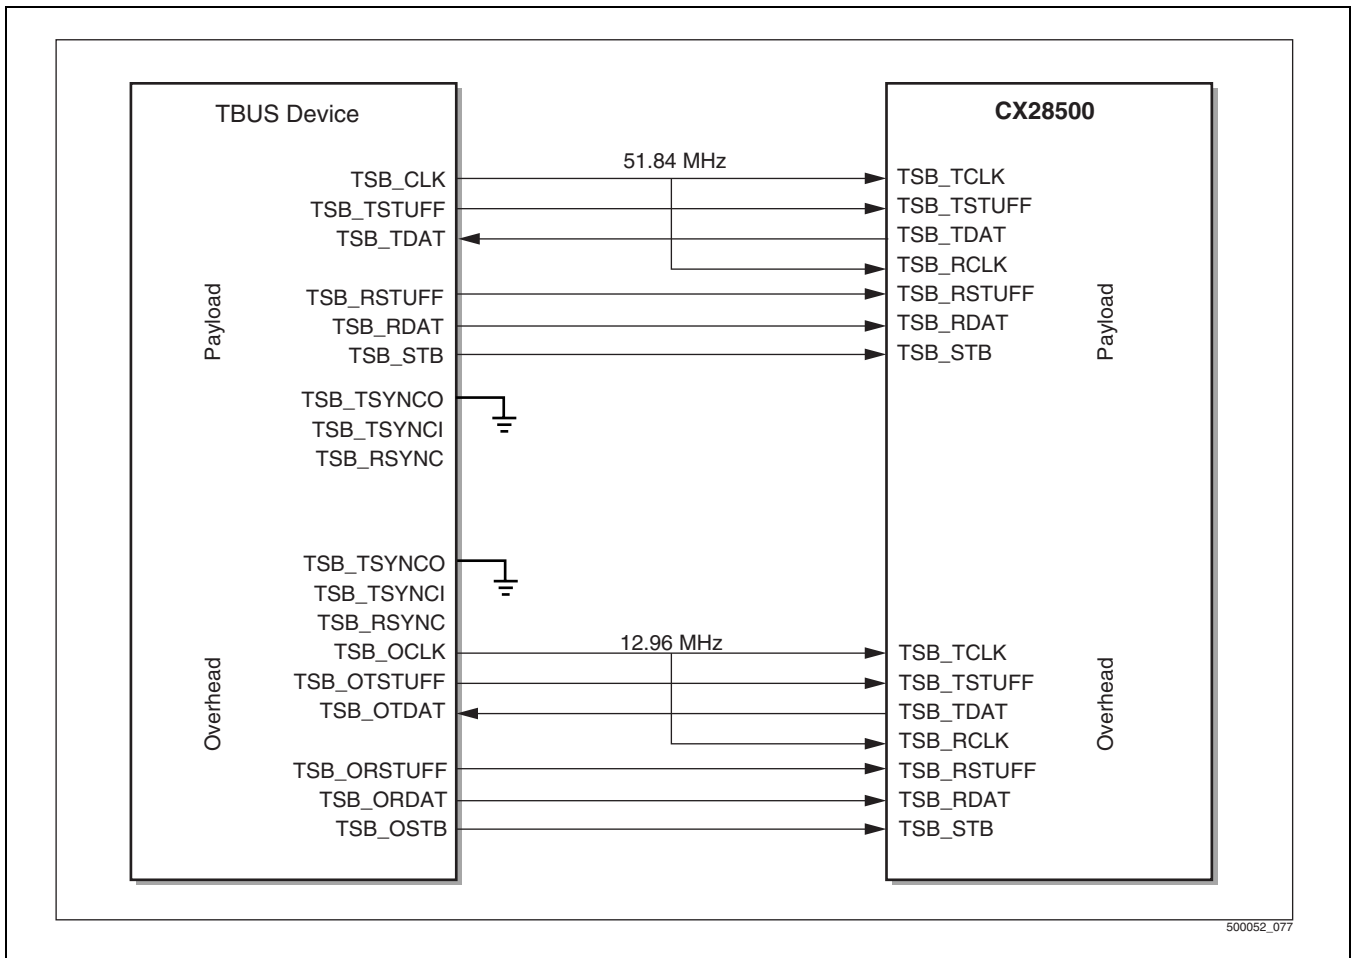 TBUS Device
CX28500
51.84 MHz
TSB_CLK
TSB_TSTUFF
TSB_TDAT
TSB_RSTUFF
TSB_RDAT
TSB_STB
TSB_TSYNCO
TSB_TSYNCI
TSB_RSYNC
Payload
TSB_TCLK
TSB_TSTUFF
TSB_TDAT
TSB_RCLK
TSB_RSTUFF
TSB_RDAT
TSB_STB
Payload
TSB_TSYNCO
TSB_TSYNCI
TSB_RSYNC
TSB_OCLK
TSB_OTSTUFF
TSB_OTDAT
TSB_ORSTUFF
TSB_ORDAT
TSB_OSTB
Overhead
12.96 MHz
TSB_TCLK
TSB_TSTUFF
TSB_TDAT
TSB_RCLK
TSB_RSTUFF
TSB_RDAT
TSB_STB
Overhead
500052_077